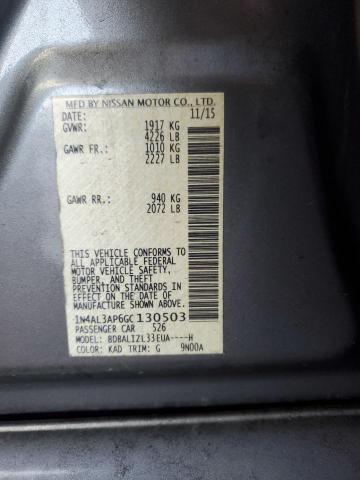 MFD BY NISSAN MOTOR CO., LTD.
DATE: 11/15
GVWR: 1917 KG
4226 LB
GAWR FR.: 1010 KG
2227 LB
GAWR RR.: 940 KG
2072 LB
THIS VEHICLE CONFORMS TO
ALL APPLICABLE FEDERAL
MOTOR VEHICLE SAFETY,
BUMPER, AND THEFT
PREVENTION STANDARDS
IN EFFECT ON THE DATE OF
MANUFACTURE SHOWN ABOVE.
1N4AL3AP6GC130503
PASSENGER CAR 526
MODEL: BDBALIZL33EUA----H
COLOR: KAD TRIM: G 9N00A